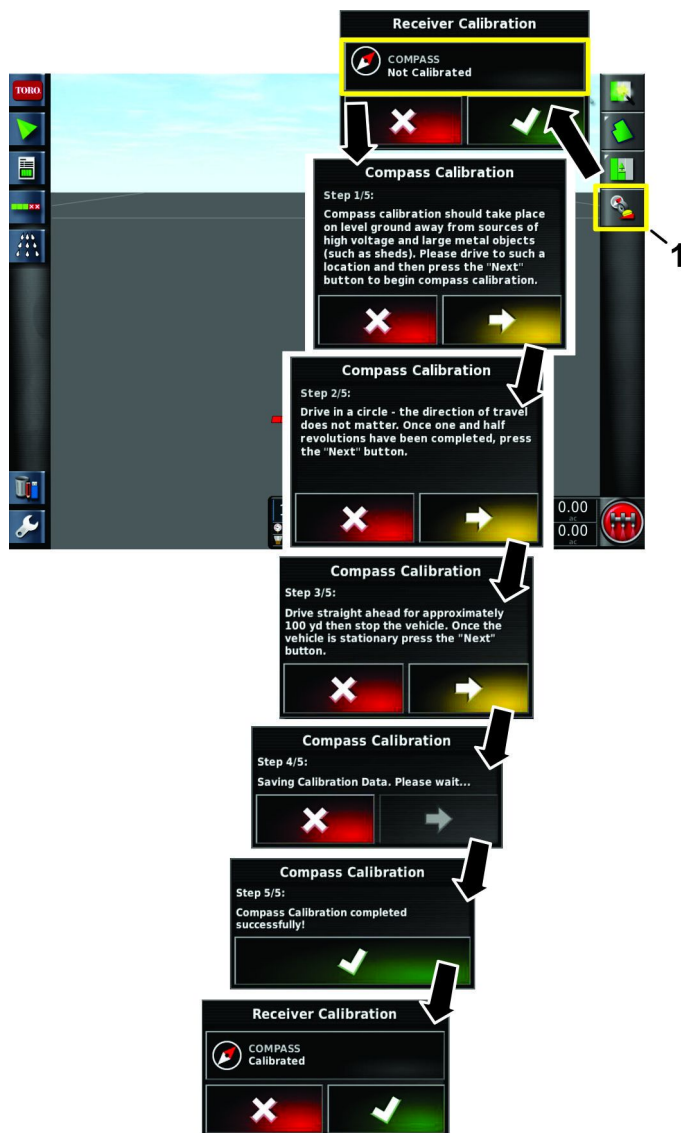 Receiver Calibration
COMPASS
Not Calibrated
TORO
Compass Calibration
Step 1/5:
Compass calibration should take place
on level ground away from sources of
high voltage and large metal objects
(such as sheds). Please drive to such a
location and then press the "Next"
button to begin compass calibration.
1
Compass Calibration
Step 2/5:
Drive in a circle - the direction of travel
does not matter. Once one and half
revolutions have been completed, press
the "Next" button.
0.00
ac
0.00
ac
Compass Calibration
Step 3/5:
Drive straight ahead for approximately
100 yd then stop the vehicle. Once the
vehicle is stationary press the "Next"
button.
Compass Calibration
Step 4/5:
Saving Calibration Data. Please wait...
Compass Calibration
Step 5/5:
Compass Calibration completed
successfully!
Receiver Calibration
COMPASS
Calibrated